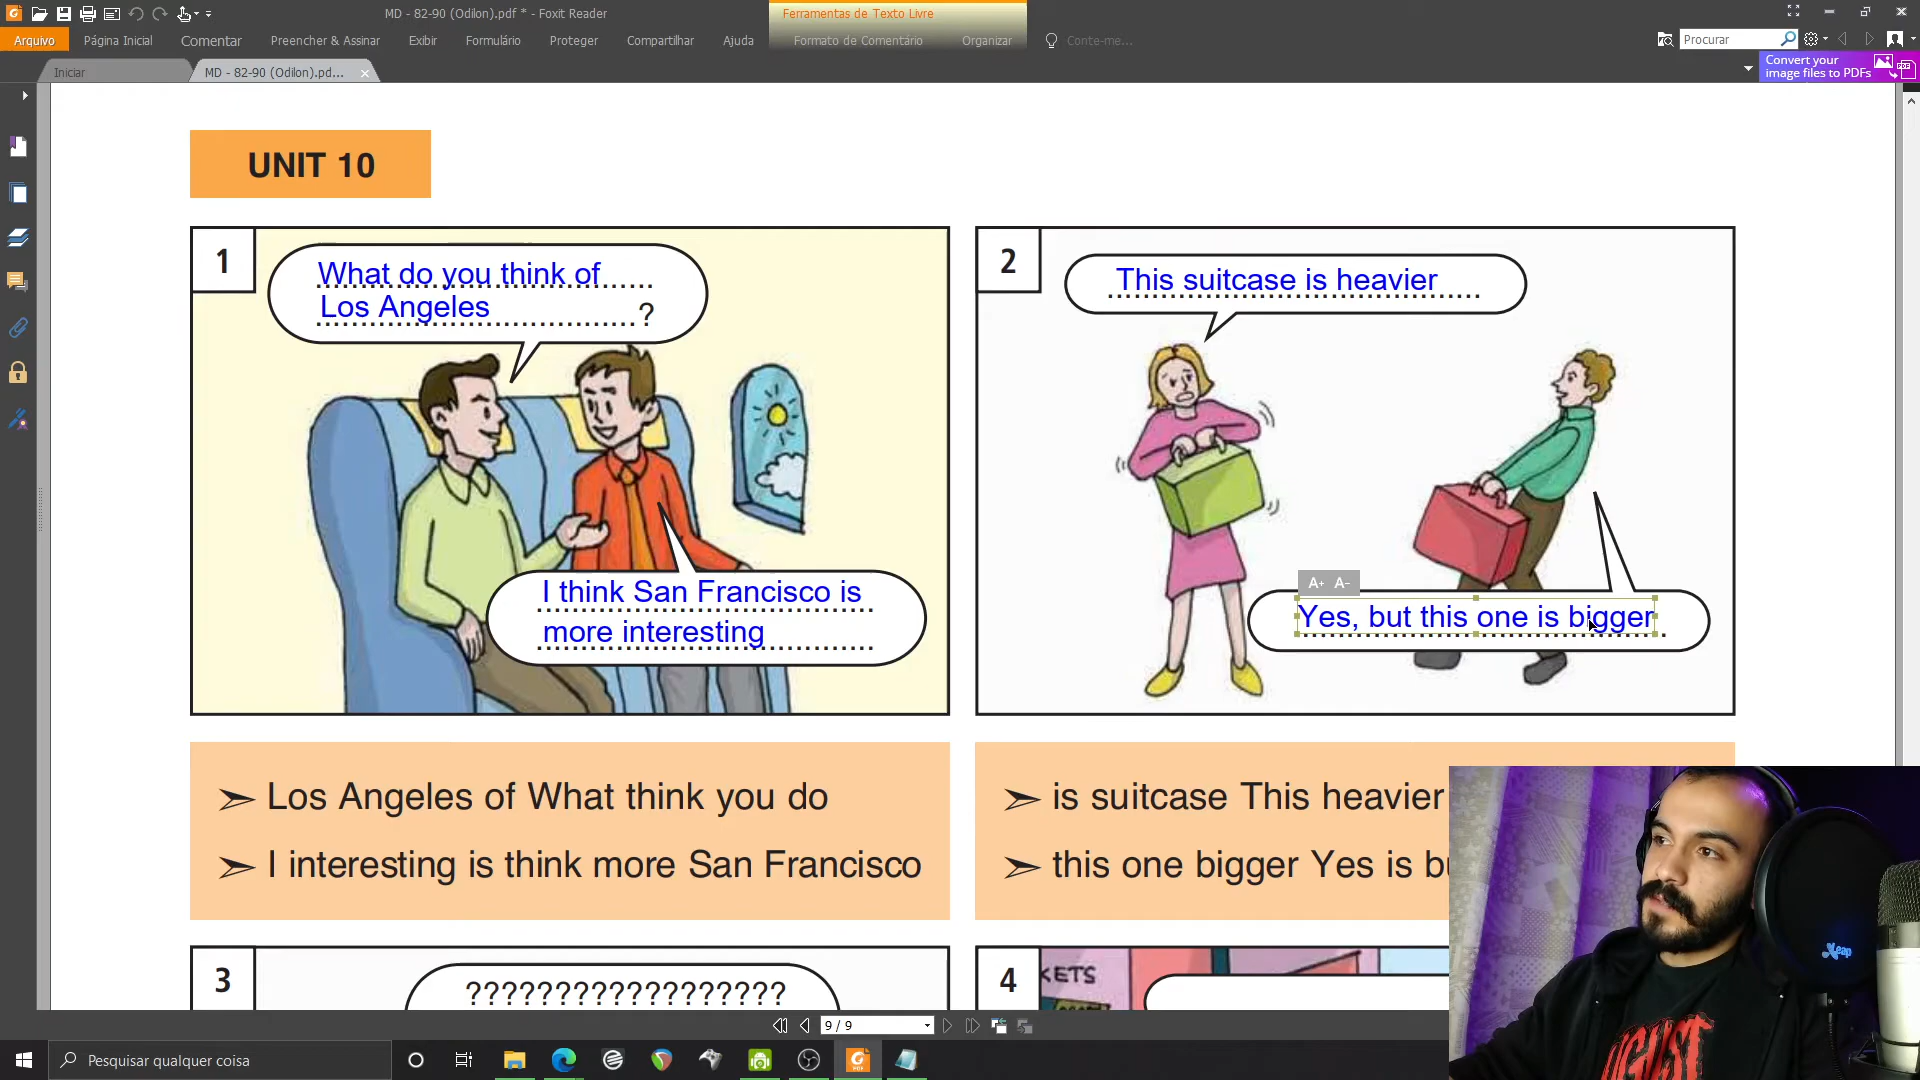 MD - 82-90 (Odilon).pdf * - Foxit Reader
Ferramentas de Texto Livre
Arquivo
Página Inicial
Comentar
Preencher & Assinar
Exibir
Formulário
Proteger
Compartilhar
Ajuda
Formato de Comentário
Organizar
Conte-me...
Procurar
Iniciar
MD - 82-90 (Odilon).pd...
Convert your
image files to PDFs
UNIT 10
1
What do you think of
Los Angeles
?
I think San Francisco is
more interesting
2
This suitcase is heavier
A+ A-
Yes, but this one is bigger
Los Angeles of What think you do
I interesting is think more San Francisco
is suitcase This heavier
this one bigger Yes is bu
3
??????????????????
4
KETS
9 / 9
Pesquisar qualquer coisa